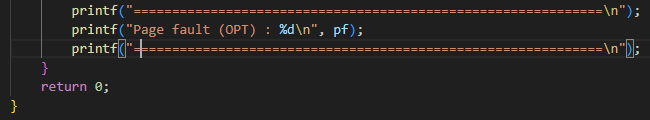 printf("============================================================\n");
printf("Page fault (OPT) : %d\n", pf);
printf("============================================================\n");
}
return 0;
}